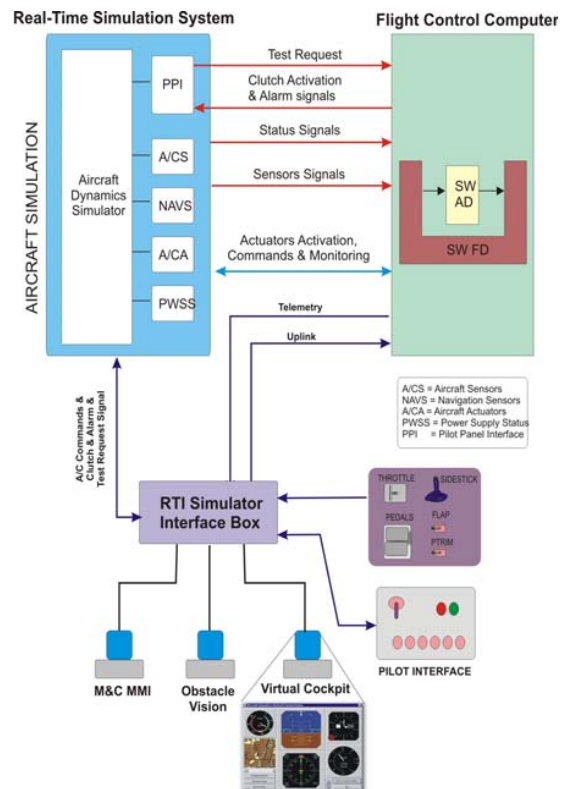 Real-Time Simulation System
Flight Control Computer
AIRCRAFT SIMULATION
Aircraft
Dynamics
Simulator
PPI
A/CS
NAVS
A/CA
PWSS
Test Request
Clutch Activation
& Alarm signals
Status Signals
Sensors Signals
Actuators Activation,
Commands & Monitoring
Telemetry
Uplink
SW
AD
SW FD
A/CS = Aircraft Sensors
NAVS = Navigation Sensors
A/CA = Aircraft Actuators
PWSS = Power Supply Status
PPI = Pilot Panel Interface
A/C Commands &
Clutch & Alarm &
Test Request Signal
RTI Simulator
Interface Box
THROTTLE
SIDESTICK
PEDALS
FLAP
PTRIM
PILOT INTERFACE
M&C MMI
Obstacle
Vision
Virtual Cockpit